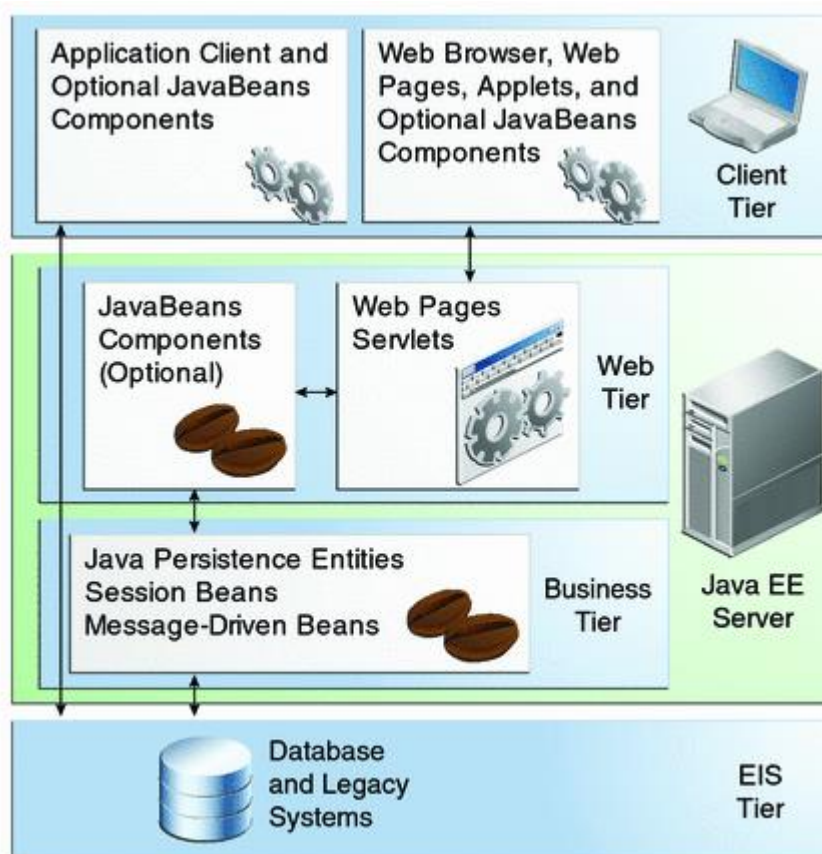 Application Client and
Optional JavaBeans
Components
Web Browser, Web
Pages, Applets, and
Optional JavaBeans
Components
Client
Tier
JavaBeans
Components
(Optional)
Web Pages
Servlets
Web
Tier
Java Persistence Entities
Session Beans
Message-Driven Beans
Business
Tier
Java EE
Server
Database
and Legacy
Systems
EIS
Tier